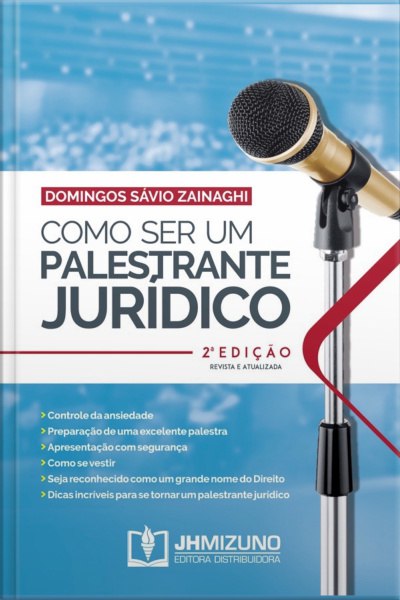 DOMINGOS SÁVIO ZAINAGHI
COMO SER UM
PALESTRANTE
JURÍDICO
2ª EDIÇÃO
REVISTA E ATUALIZADA
> Controle da ansiedade
> Preparação de uma excelente palestra
> Apresentação com segurança
> Como se vestir
> Seja reconhecido como um grande nome do Direito
> Dicas incríveis para se tornar um palestrante jurídico
JHMIZUNO
EDITORA DISTRIBUIDORA